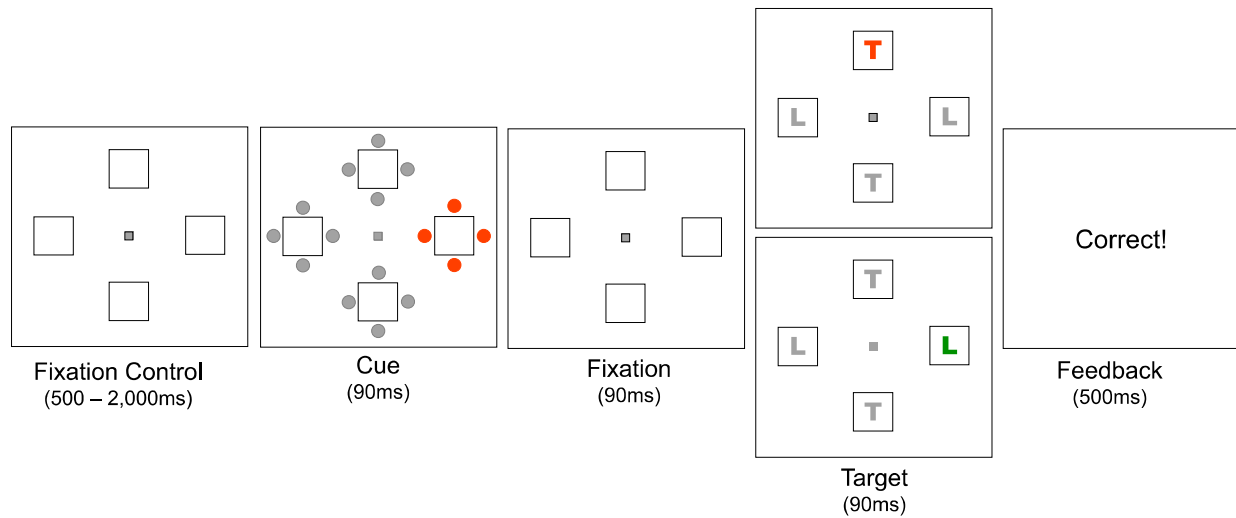 Fixation Control
(500 – 2,000ms)
Cue
(90ms)
Fixation
(90ms)
T
L L
T
T
L L
T
Target
(90ms)
Correct!
Feedback
(500ms)